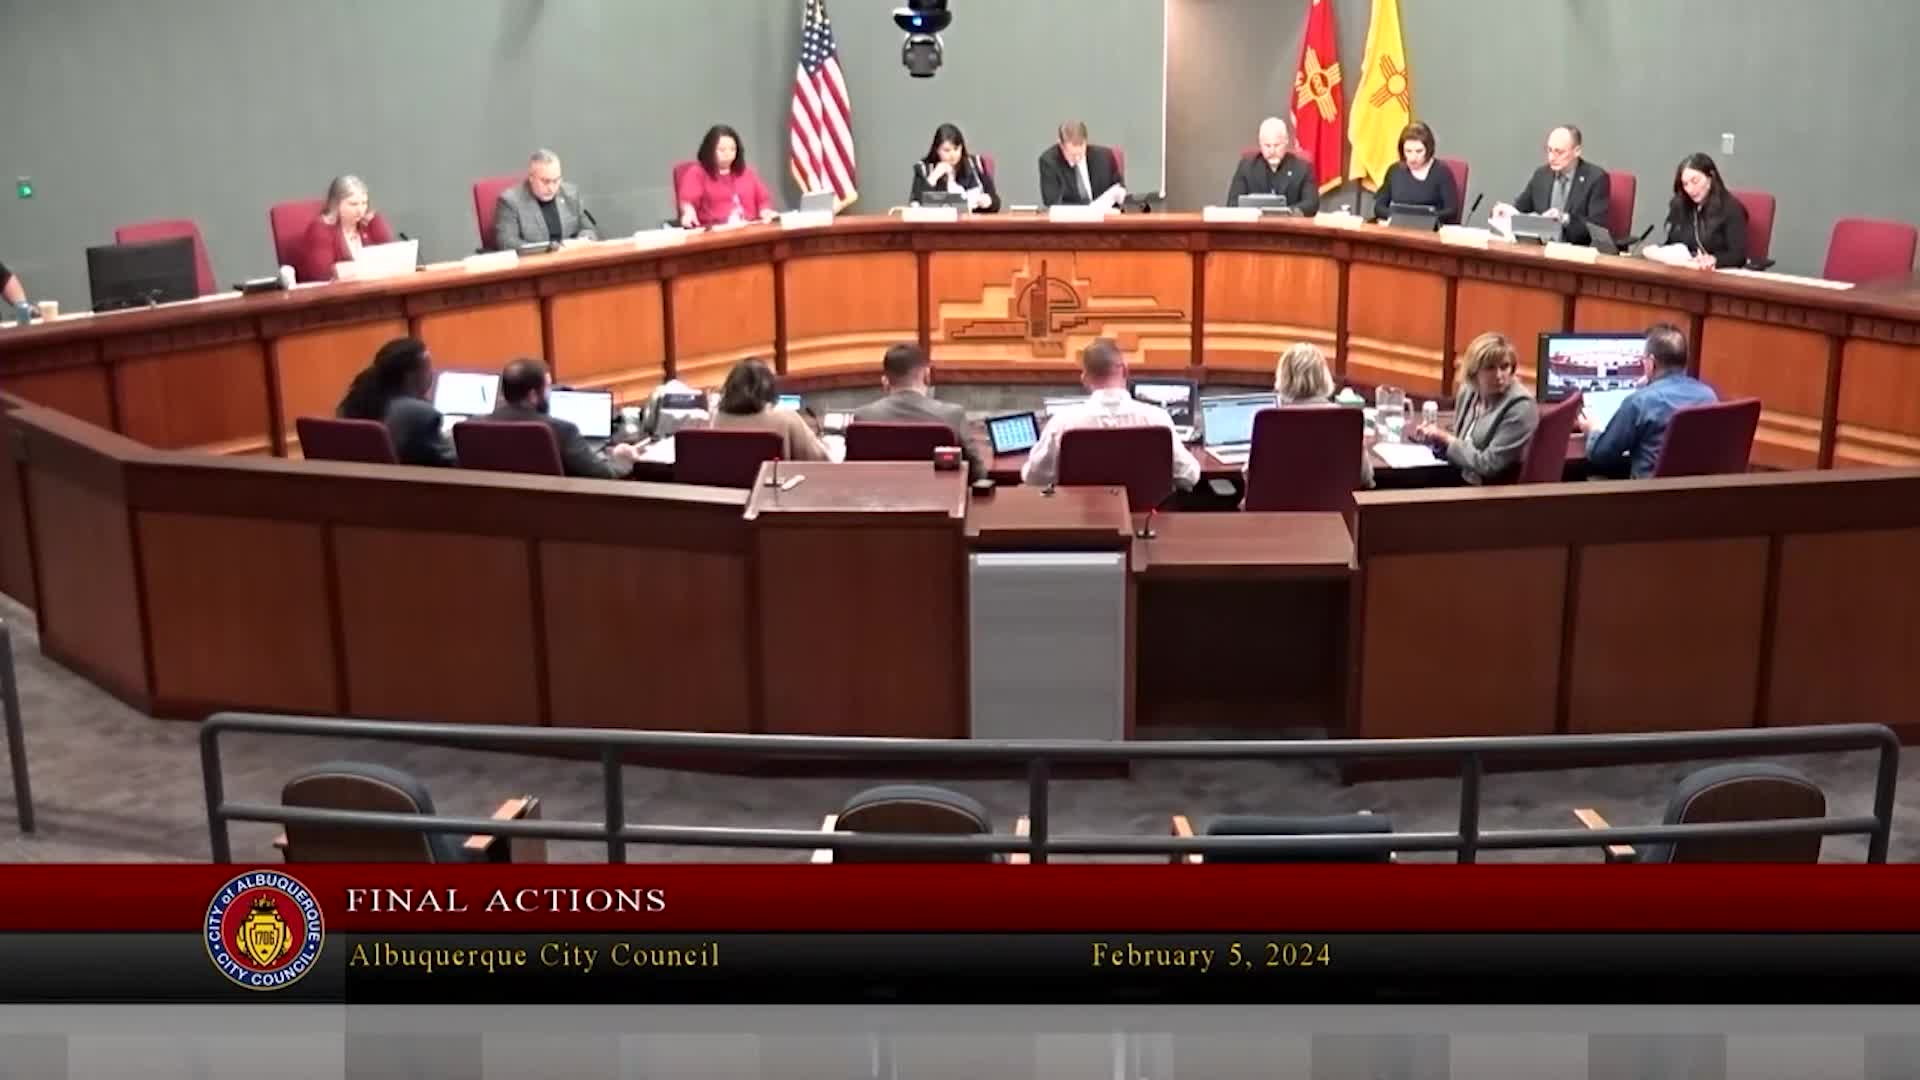 FINAL ACTIONS
Albuquerque City Council
February 5, 2024
CITY of ALBUQUERQUE
1706
CITY COUNCIL